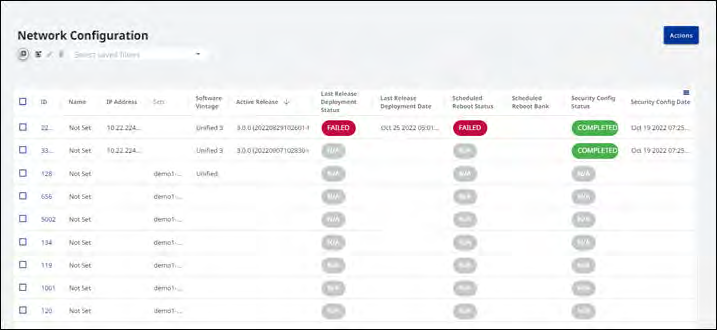 Network Configuration
Actions
Select saved filters
ID Name IP Address Sets Software Vintage Active Release ↓ Last Release Deployment Status Last Release Deployment Date Scheduled Reboot Status Scheduled Reboot Bank Security Config Status Security Config Date
22... Not Set 10.22.224... Unified 3 3.0.0 (2022082910260 FAILED Oct 25 2022 05:01... FAILED COMPLETED Oct 19 2022 07:25...
33... Not Set 10.22.224... Unified 3 3.0.0 (20220907102830 N/A N/A COMPLETED Oct 19 2022 07:25...
128 Not Set demo1-... Unified N/A N/A N/A
656 Not Set demo1-... N/A N/A N/A
5002 Not Set demo1-... N/A N/A N/A
134 Not Set demo1-... N/A N/A N/A
119 Not Set demo1-... N/A N/A N/A
1001 Not Set demo1-... N/A N/A N/A
120 Not Set demo1-... N/A N/A N/A